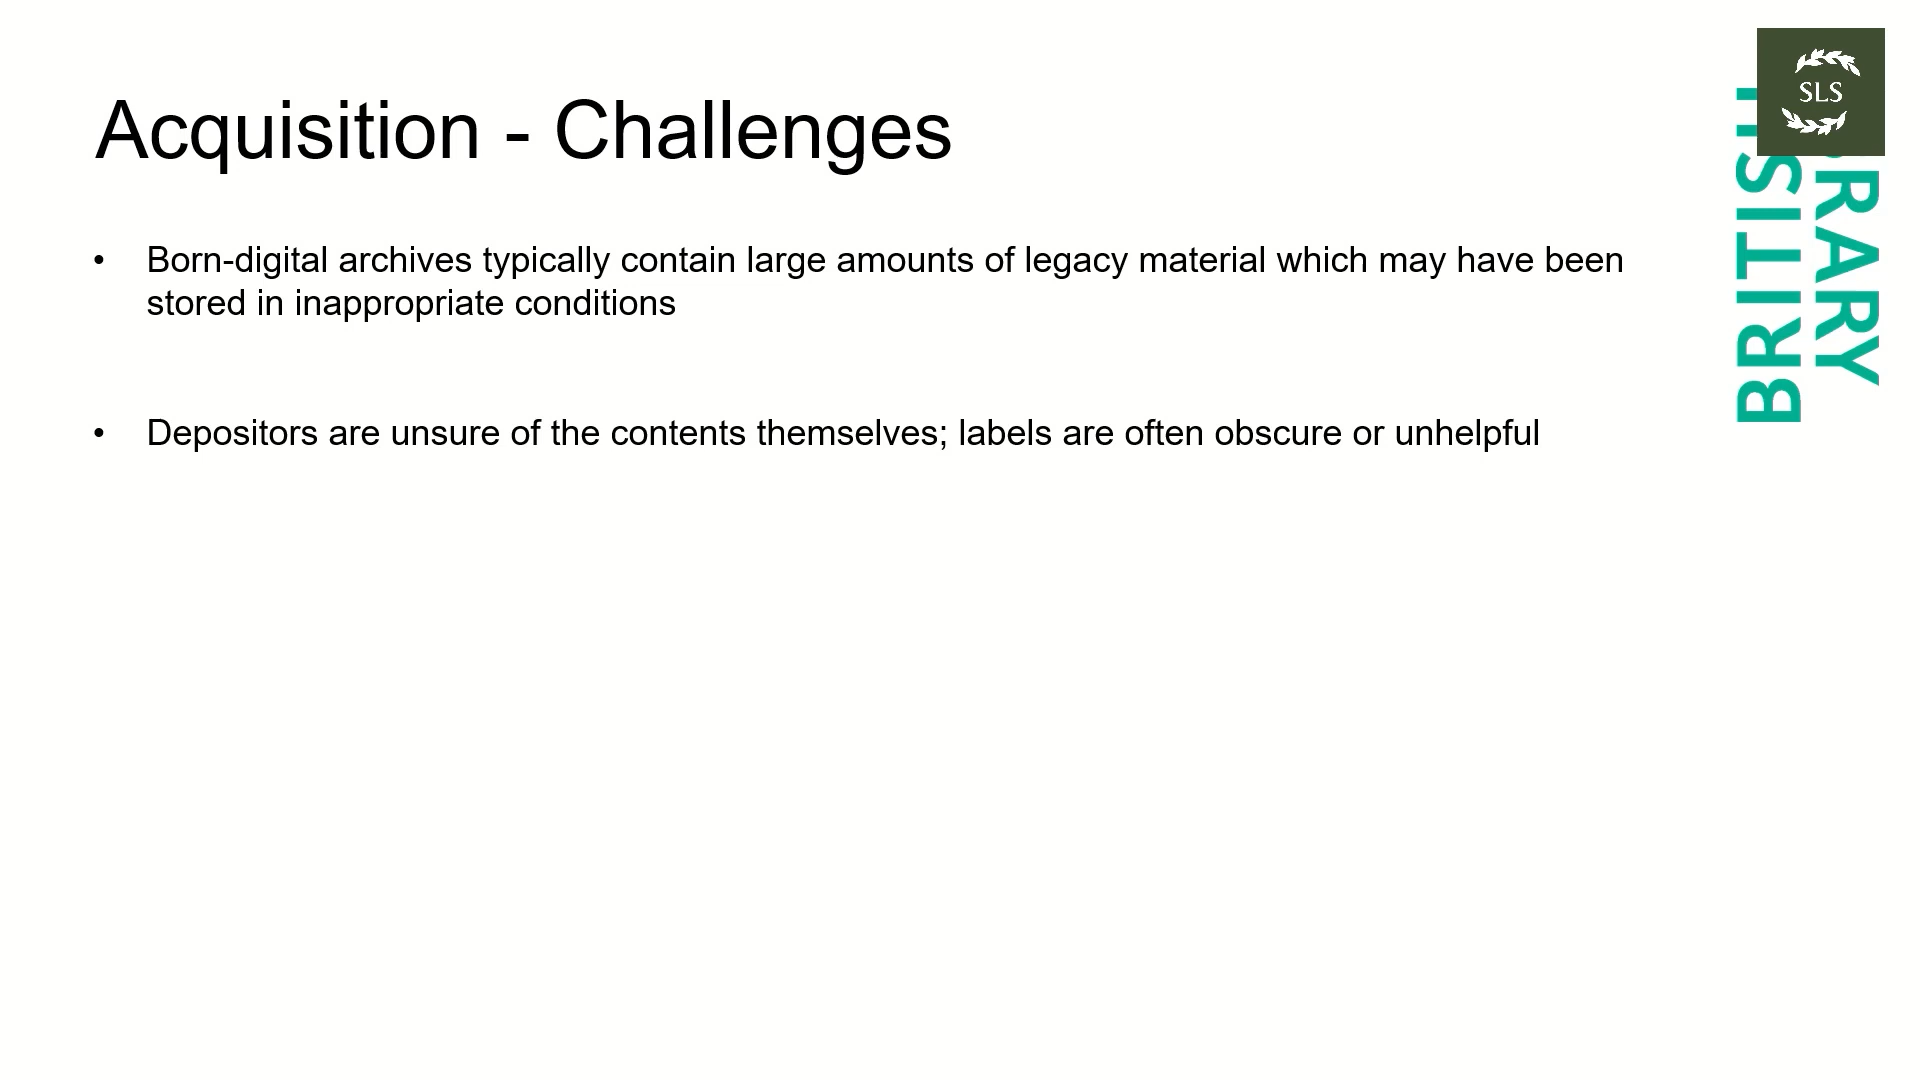 Acquisition - Challenges
• Born-digital archives typically contain large amounts of legacy material which may have been
stored in inappropriate conditions
• Depositors are unsure of the contents themselves; labels are often obscure or unhelpful
SLS